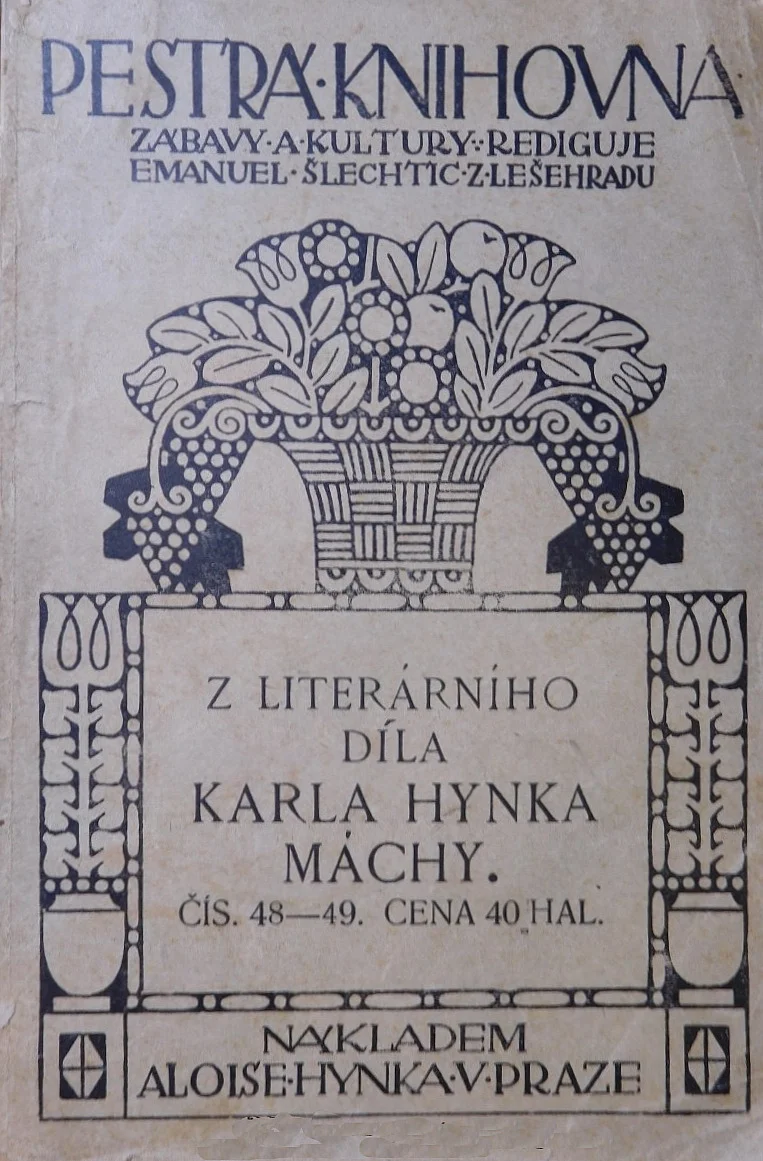 PESTRÁ·KNIHOVNA
ZÁBAVY·A·KULTURY·:·REDIGUJE
EMANUEL·ŠLECHTIC·Z·LEŠEHRADU
Z LITERÁRNÍHO
DÍLA
KARLA HYNKA
MÁCHY.
ČÍS. 48—49. CENA 40 HAL.
NÁKLADEM
ALOISE·HYNKA·V·PRAZE